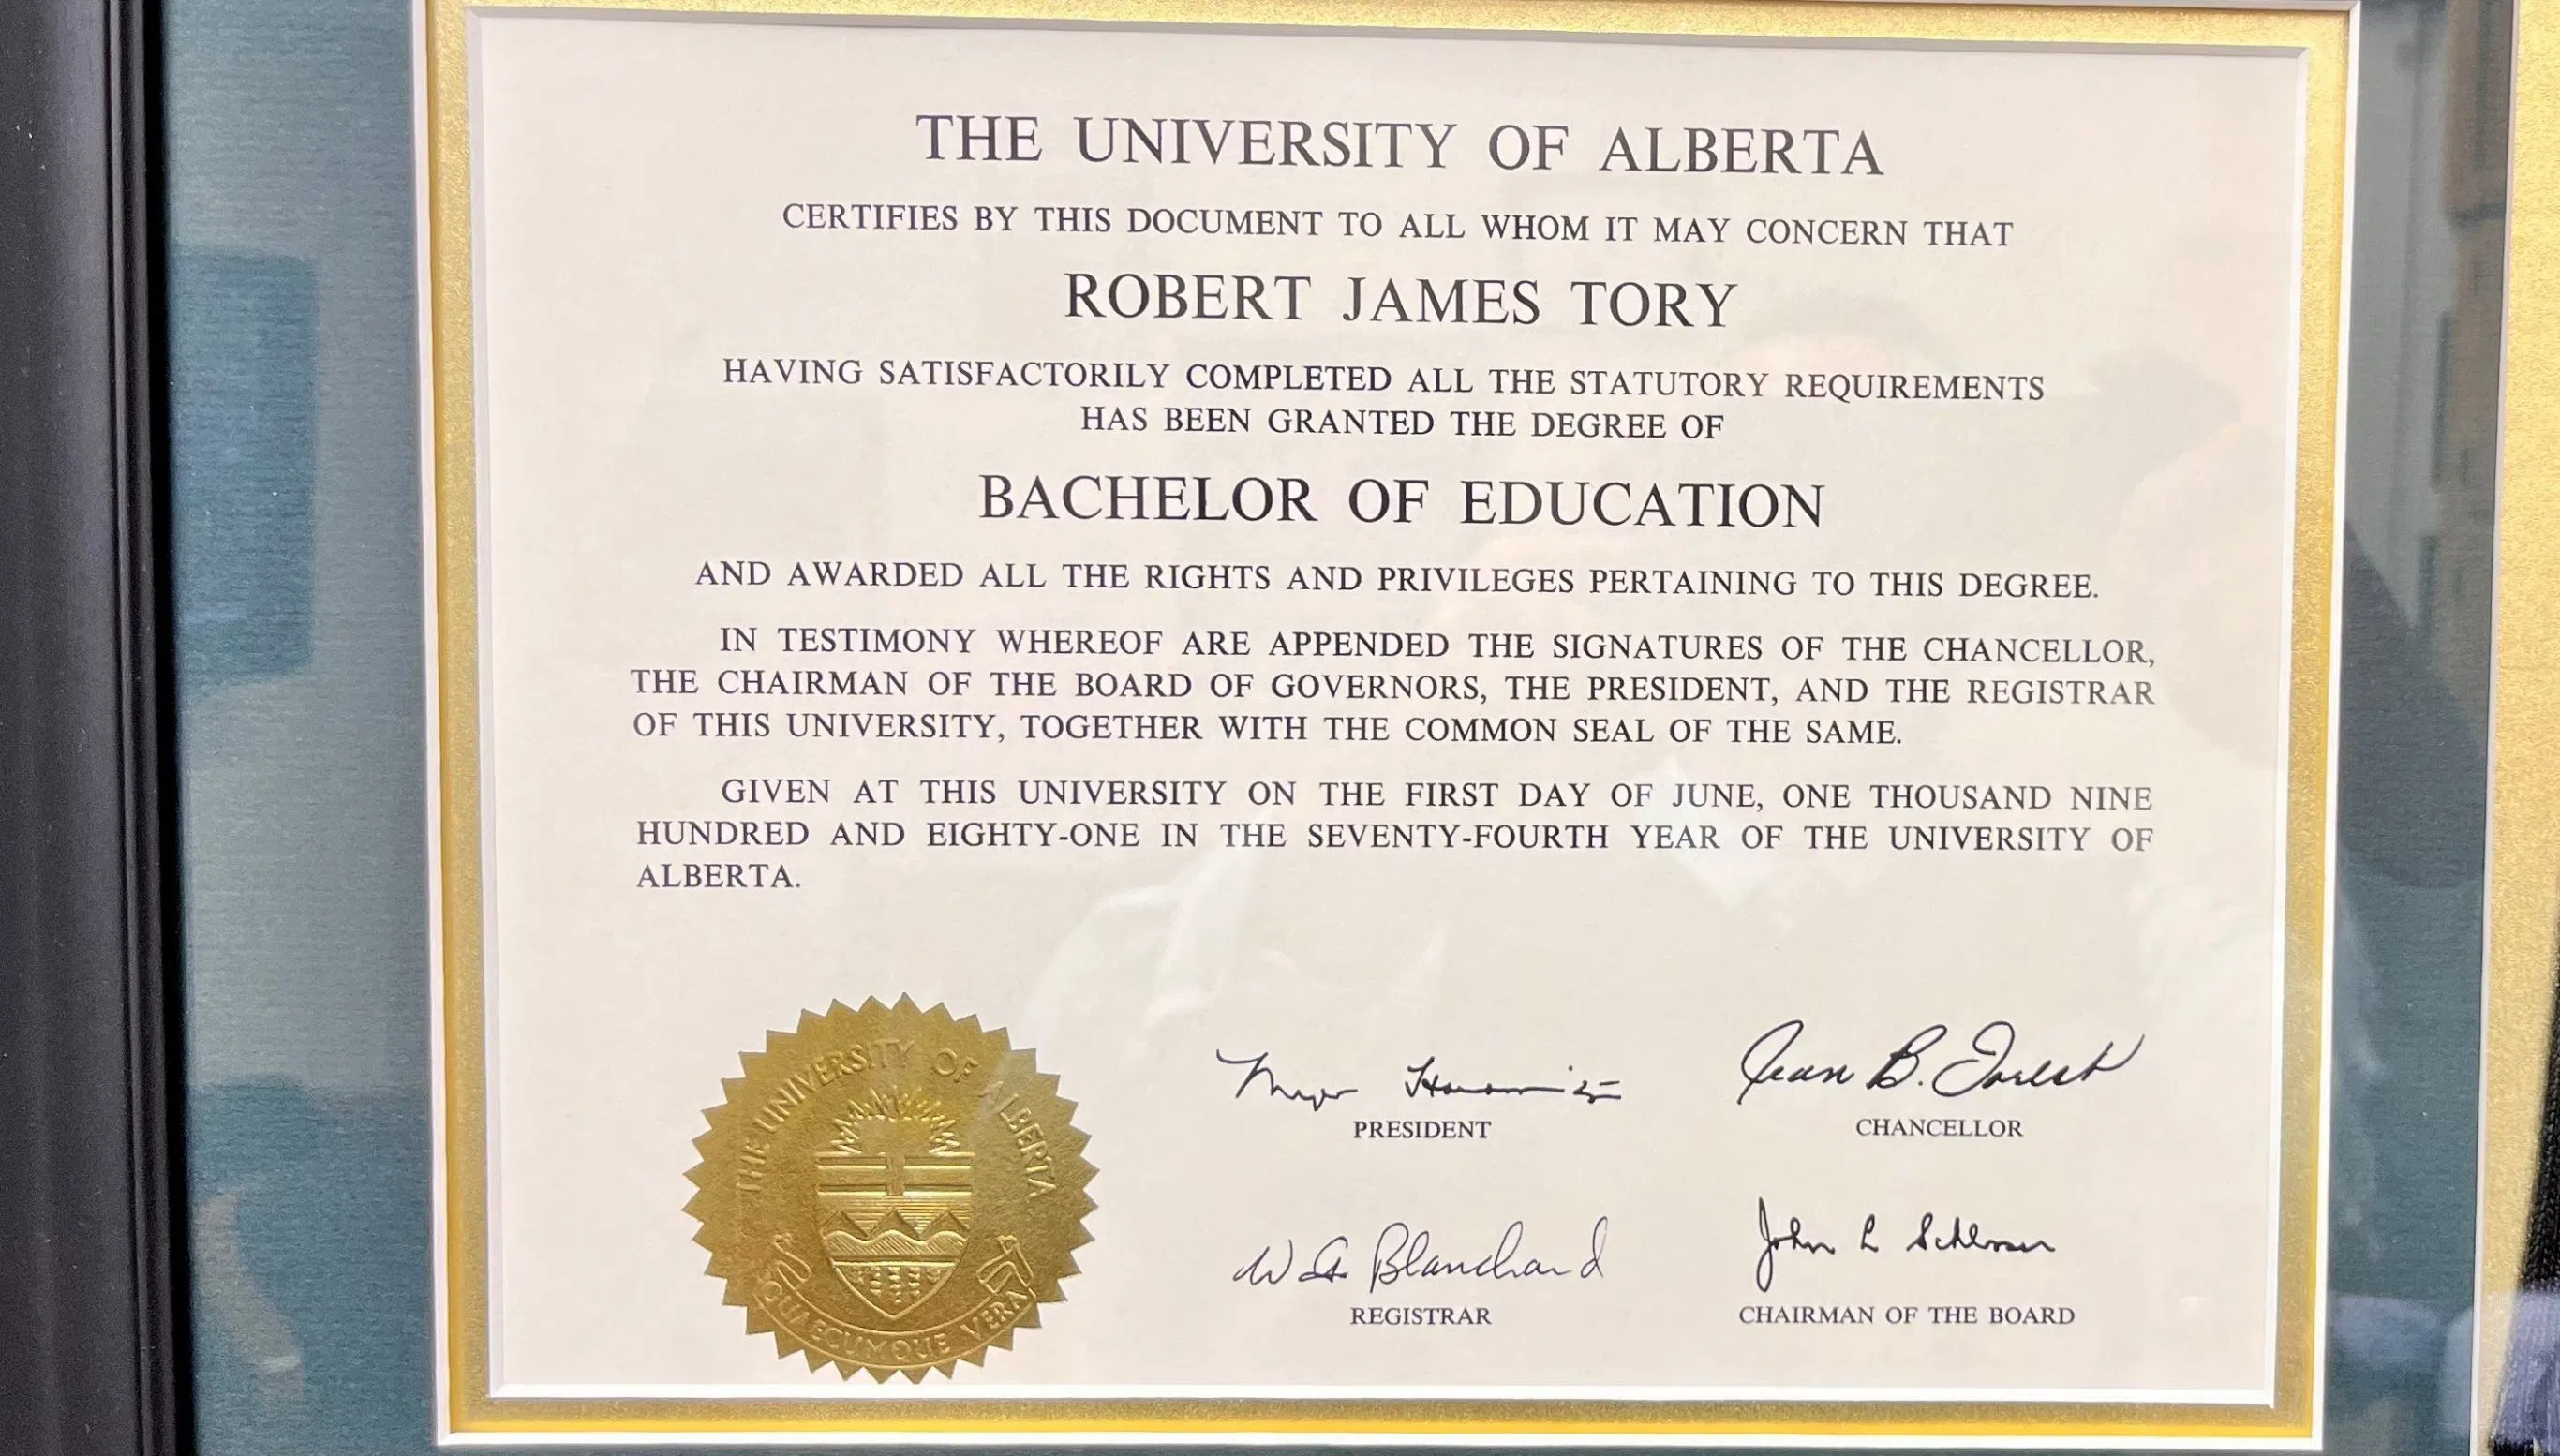 THE UNIVERSITY OF ALBERTA
CERTIFIES BY THIS DOCUMENT TO ALL WHOM IT MAY CONCERN THAT
ROBERT JAMES TORY
HAVING SATISFACTORILY COMPLETED ALL THE STATUTORY REQUIREMENTS
HAS BEEN GRANTED THE DEGREE OF
BACHELOR OF EDUCATION
AND AWARDED ALL THE RIGHTS AND PRIVILEGES PERTAINING TO THIS DEGREE.
IN TESTIMONY WHEREOF ARE APPENDED THE SIGNATURES OF THE CHANCELLOR,
THE CHAIRMAN OF THE BOARD OF GOVERNORS, THE PRESIDENT, AND THE REGISTRAR
OF THIS UNIVERSITY, TOGETHER WITH THE COMMON SEAL OF THE SAME.
GIVEN AT THIS UNIVERSITY ON THE FIRST DAY OF JUNE, ONE THOUSAND NINE
HUNDRED AND EIGHTY-ONE IN THE SEVENTY-FOURTH YEAR OF THE UNIVERSITY OF
ALBERTA.
THE UNIVERSITY OF ALBERTA
QUAECUMQUE VERA
Jean B. Forest
PRESIDENT
CHANCELLOR
W A Blanchard
John L Schlosser
REGISTRAR
CHAIRMAN OF THE BOARD